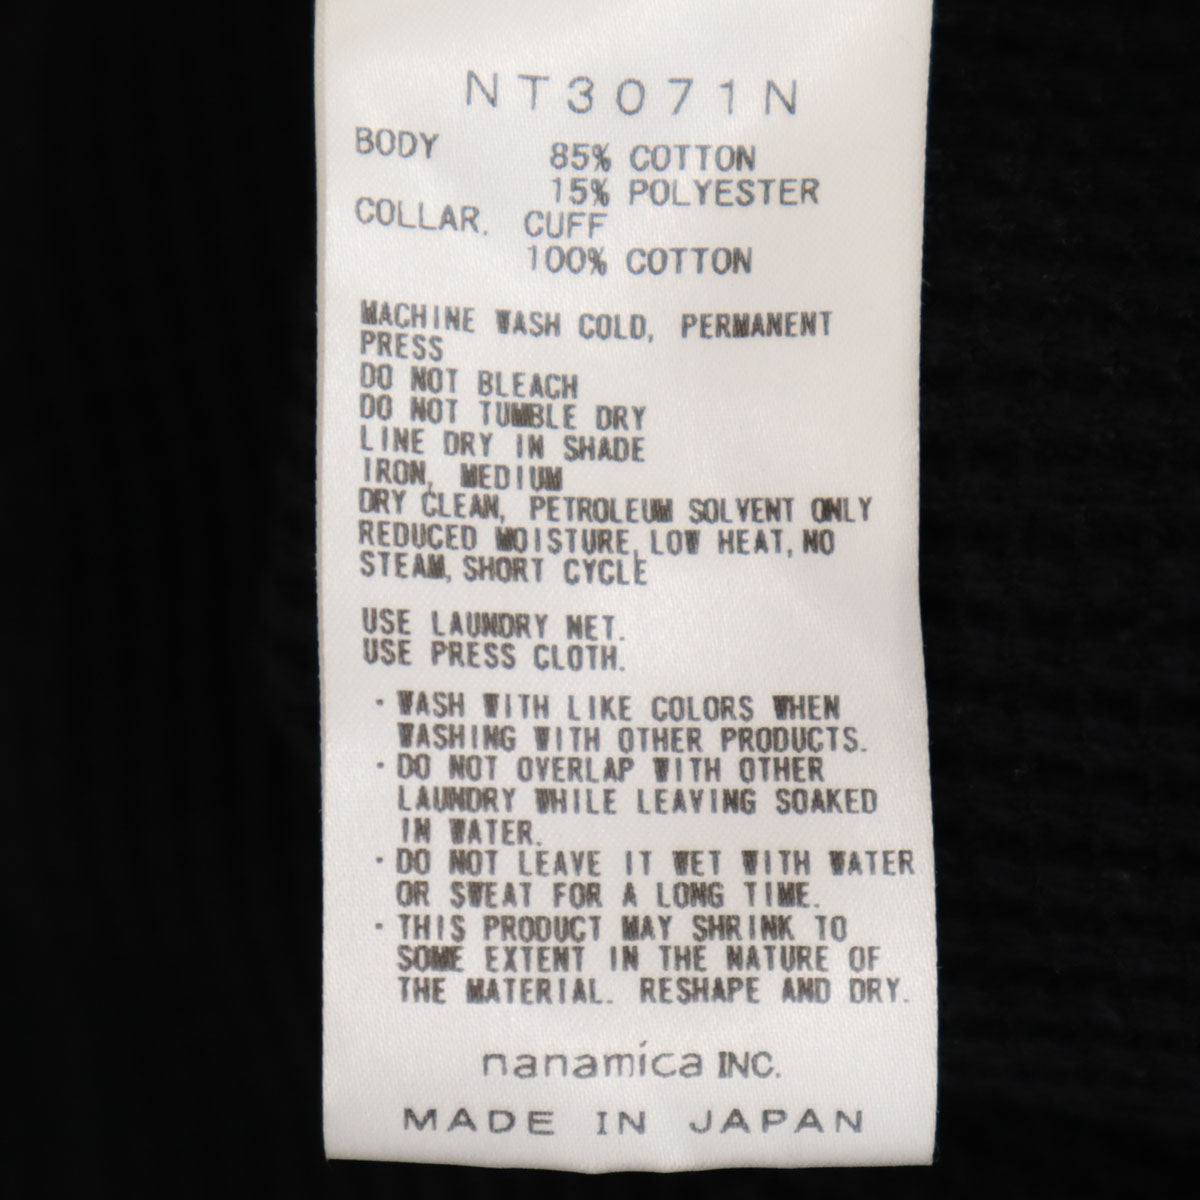 NT3071N
BODY 85% COTTON
15% POLYESTER
COLLAR. CUFF
100% COTTON
MACHINE WASH COLD, PERMANENT
PRESS
DO NOT BLEACH
DO NOT TUMBLE DRY
LINE DRY IN SHADE
IRON, MEDIUM
DRY CLEAN, PETROLEUM SOLVENT ONLY
REDUCED MOISTURE, LOW HEAT, NO
STEAM, SHORT CYCLE
USE LAUNDRY NET.
USE PRESS CLOTH.
・WASH WITH LIKE COLORS WHEN
WASHING WITH OTHER PRODUCTS.
・DO NOT OVERLAP WITH OTHER
LAUNDRY WHILE LEAVING SOAKED
IN WATER.
・DO NOT LEAVE IT WET WITH WATER
OR SWEAT FOR A LONG TIME.
・THIS PRODUCT MAY SHRINK TO
SOME EXTENT IN THE NATURE OF
THE MATERIAL. RESHAPE AND DRY.
nanamica INC.
MADE IN JAPAN